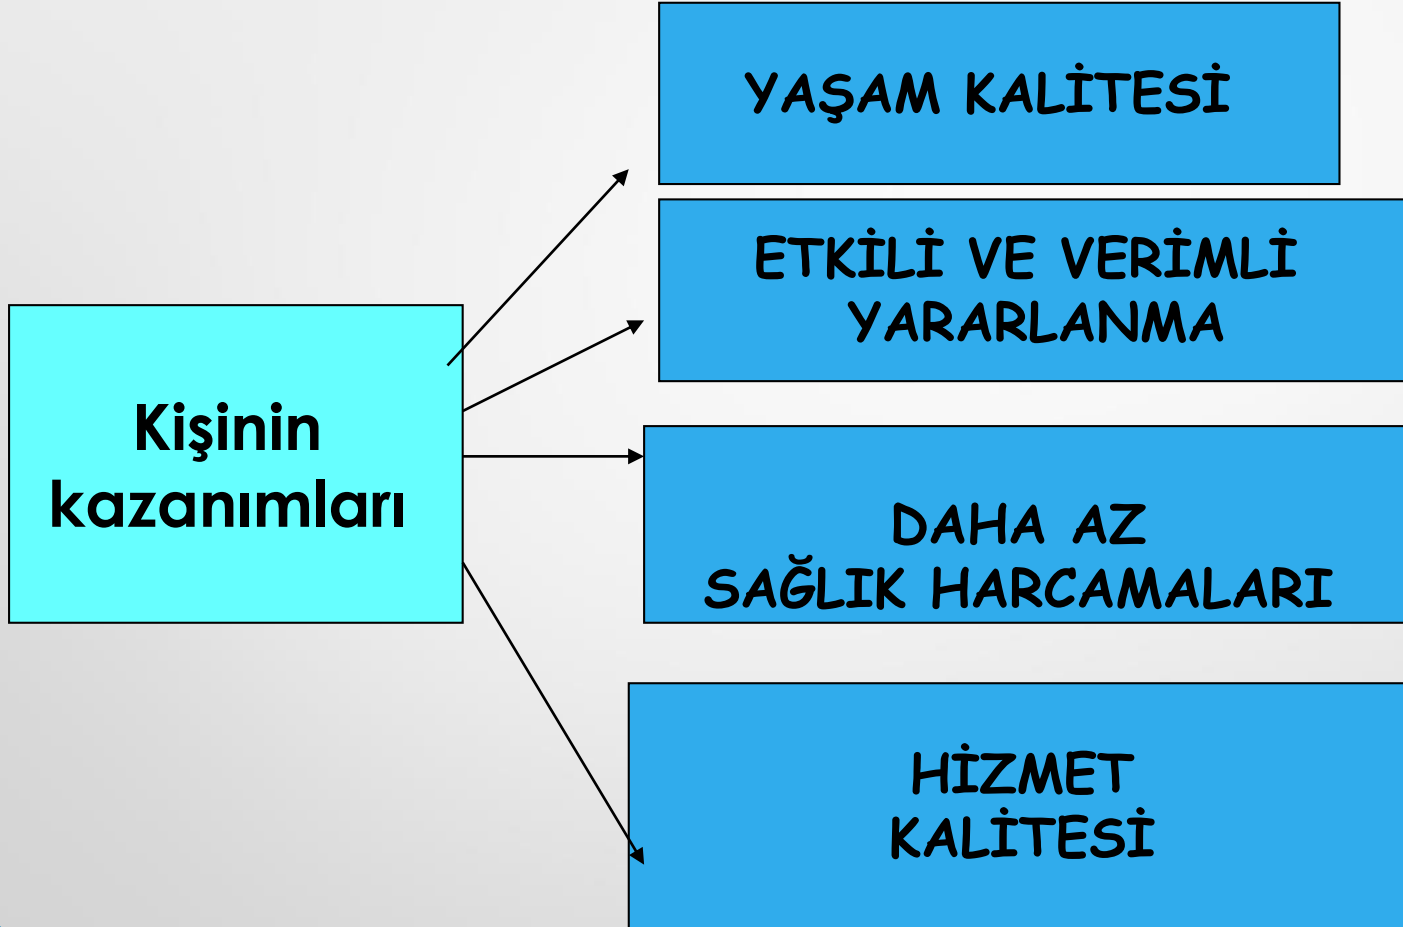 YAŞAM KALİTESİ
ETKİLİ VE VERİMLİ
YARARLANMA
Kişinin
kazanımları
DAHA AZ
SAĞLIK HARCAMALARI
HİZMET
KALİTESİ